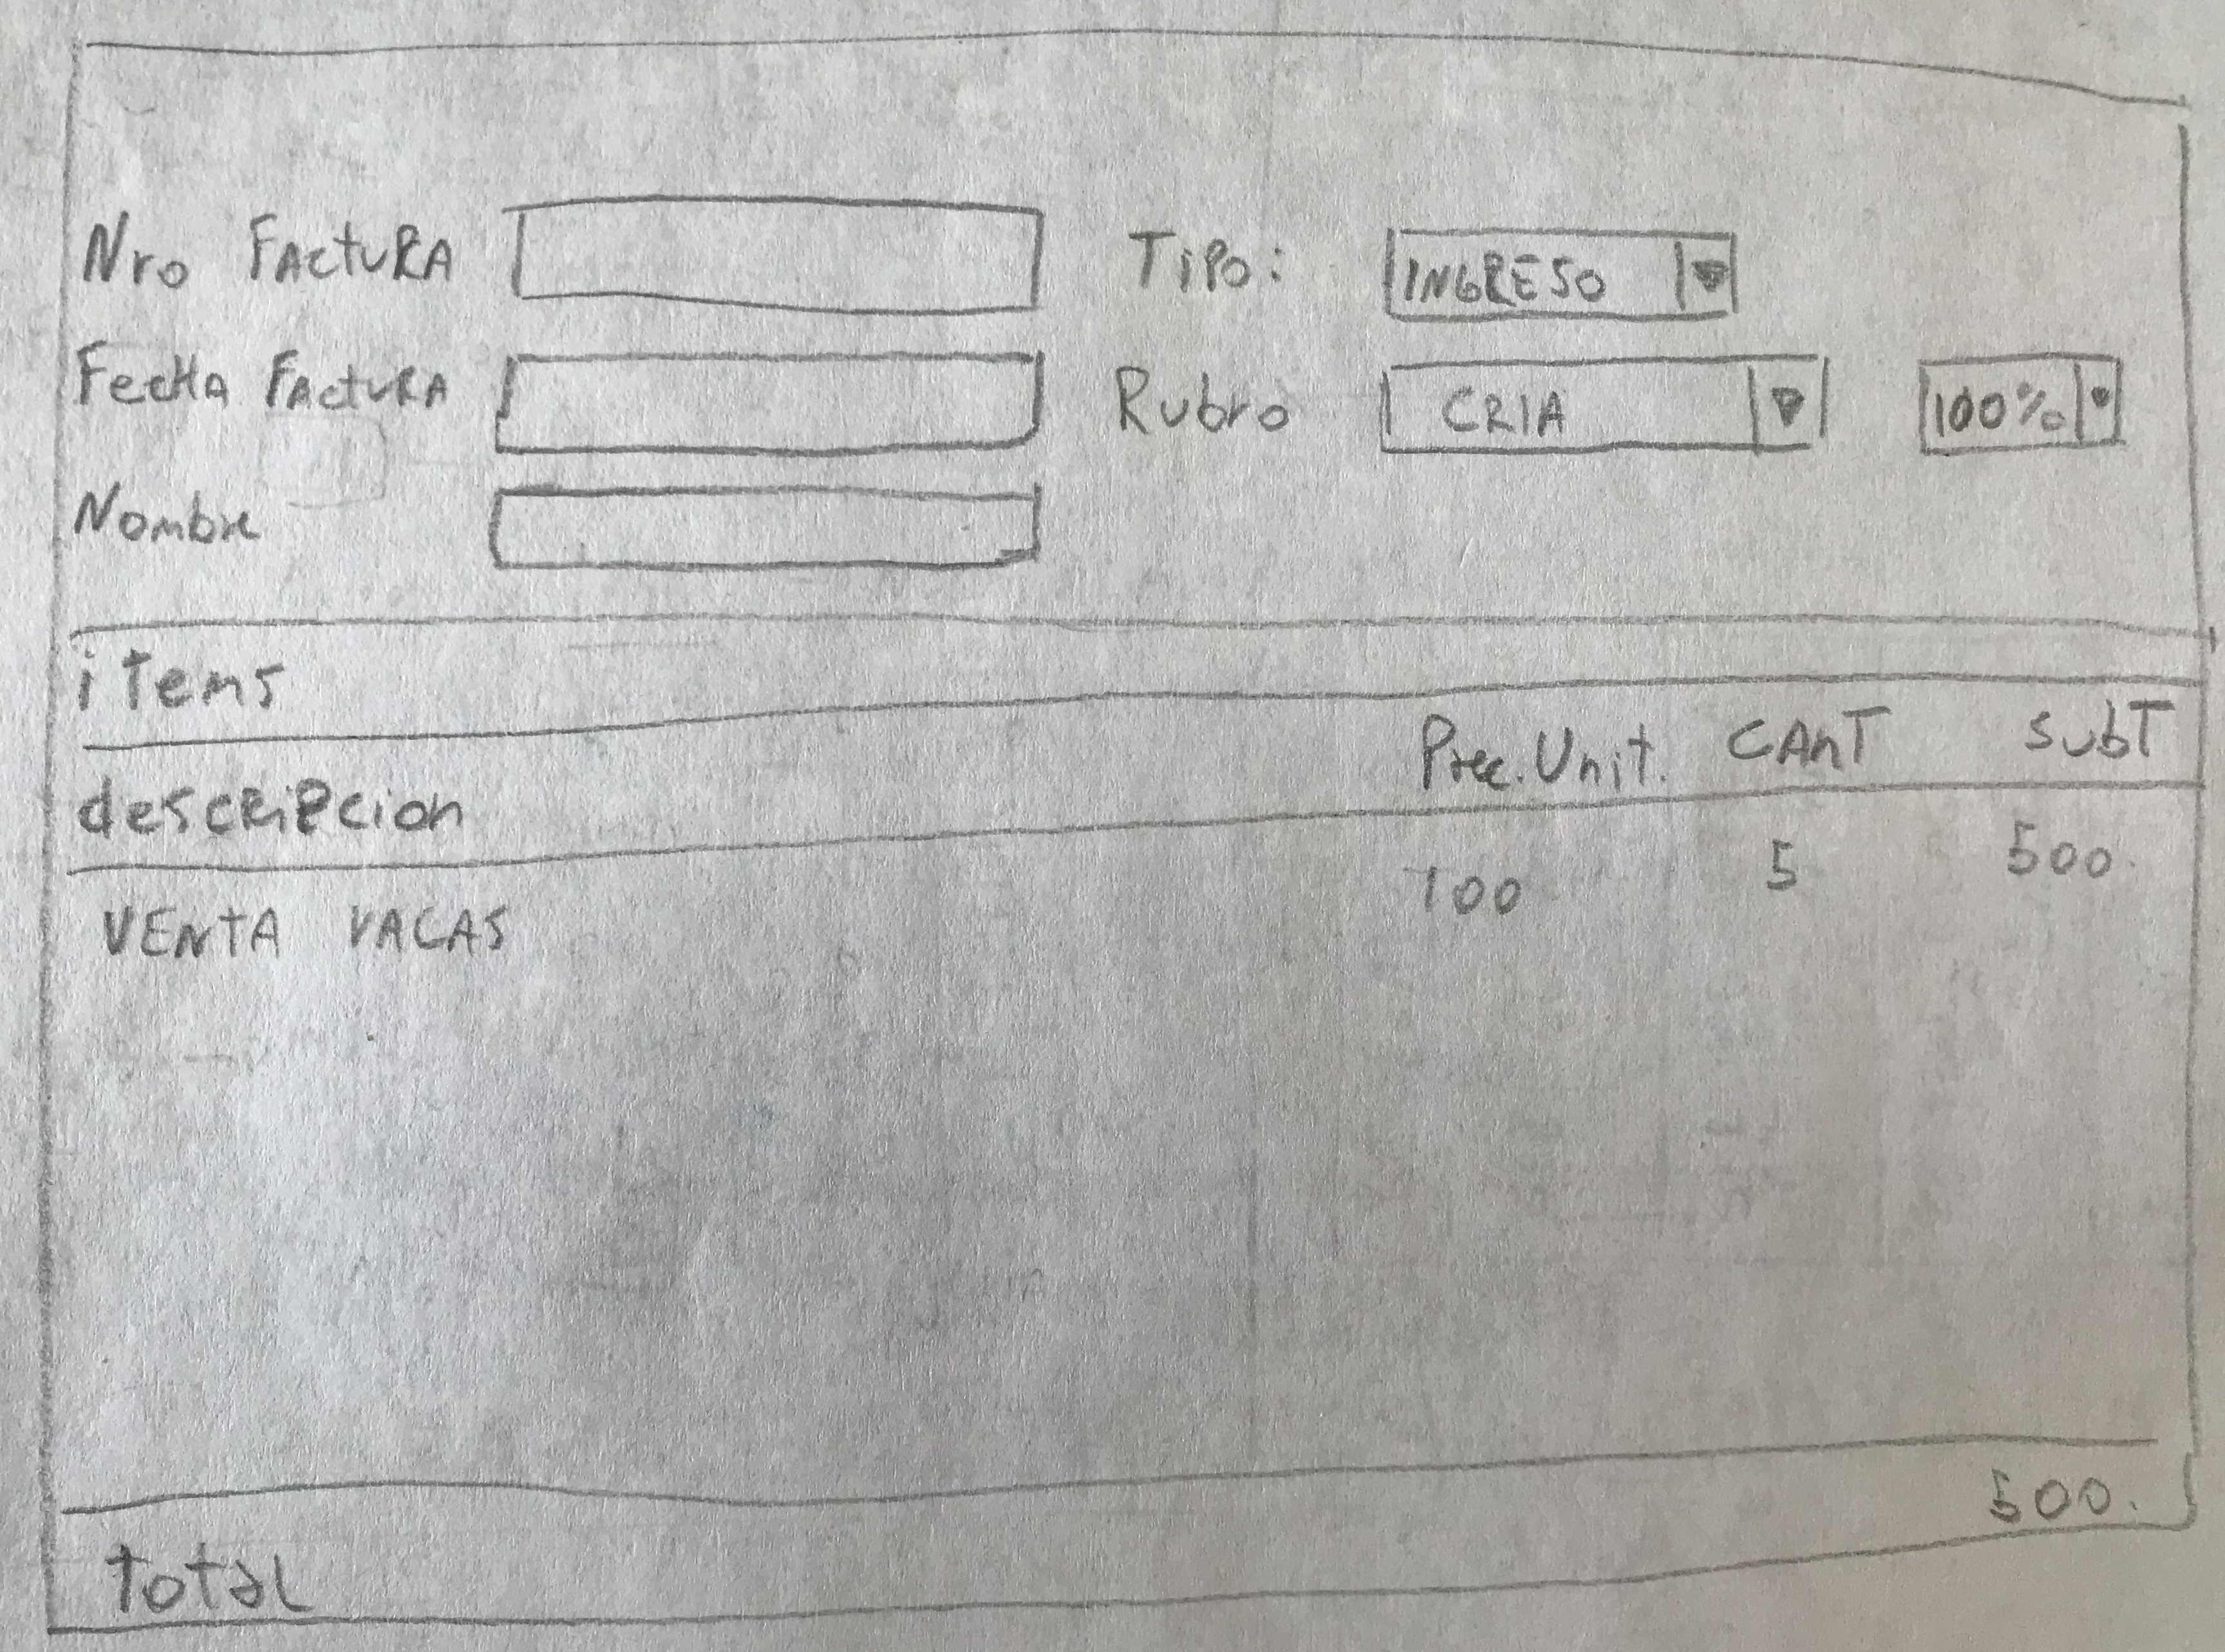 Nro FACTURA Tipo: INGRESO
FecHA FActuRA Rubro CRIA 100%
Nombre
items
descripcion Prec.Unit. CAnT subT
VENTA VACAS 100 5 500.
total 500.